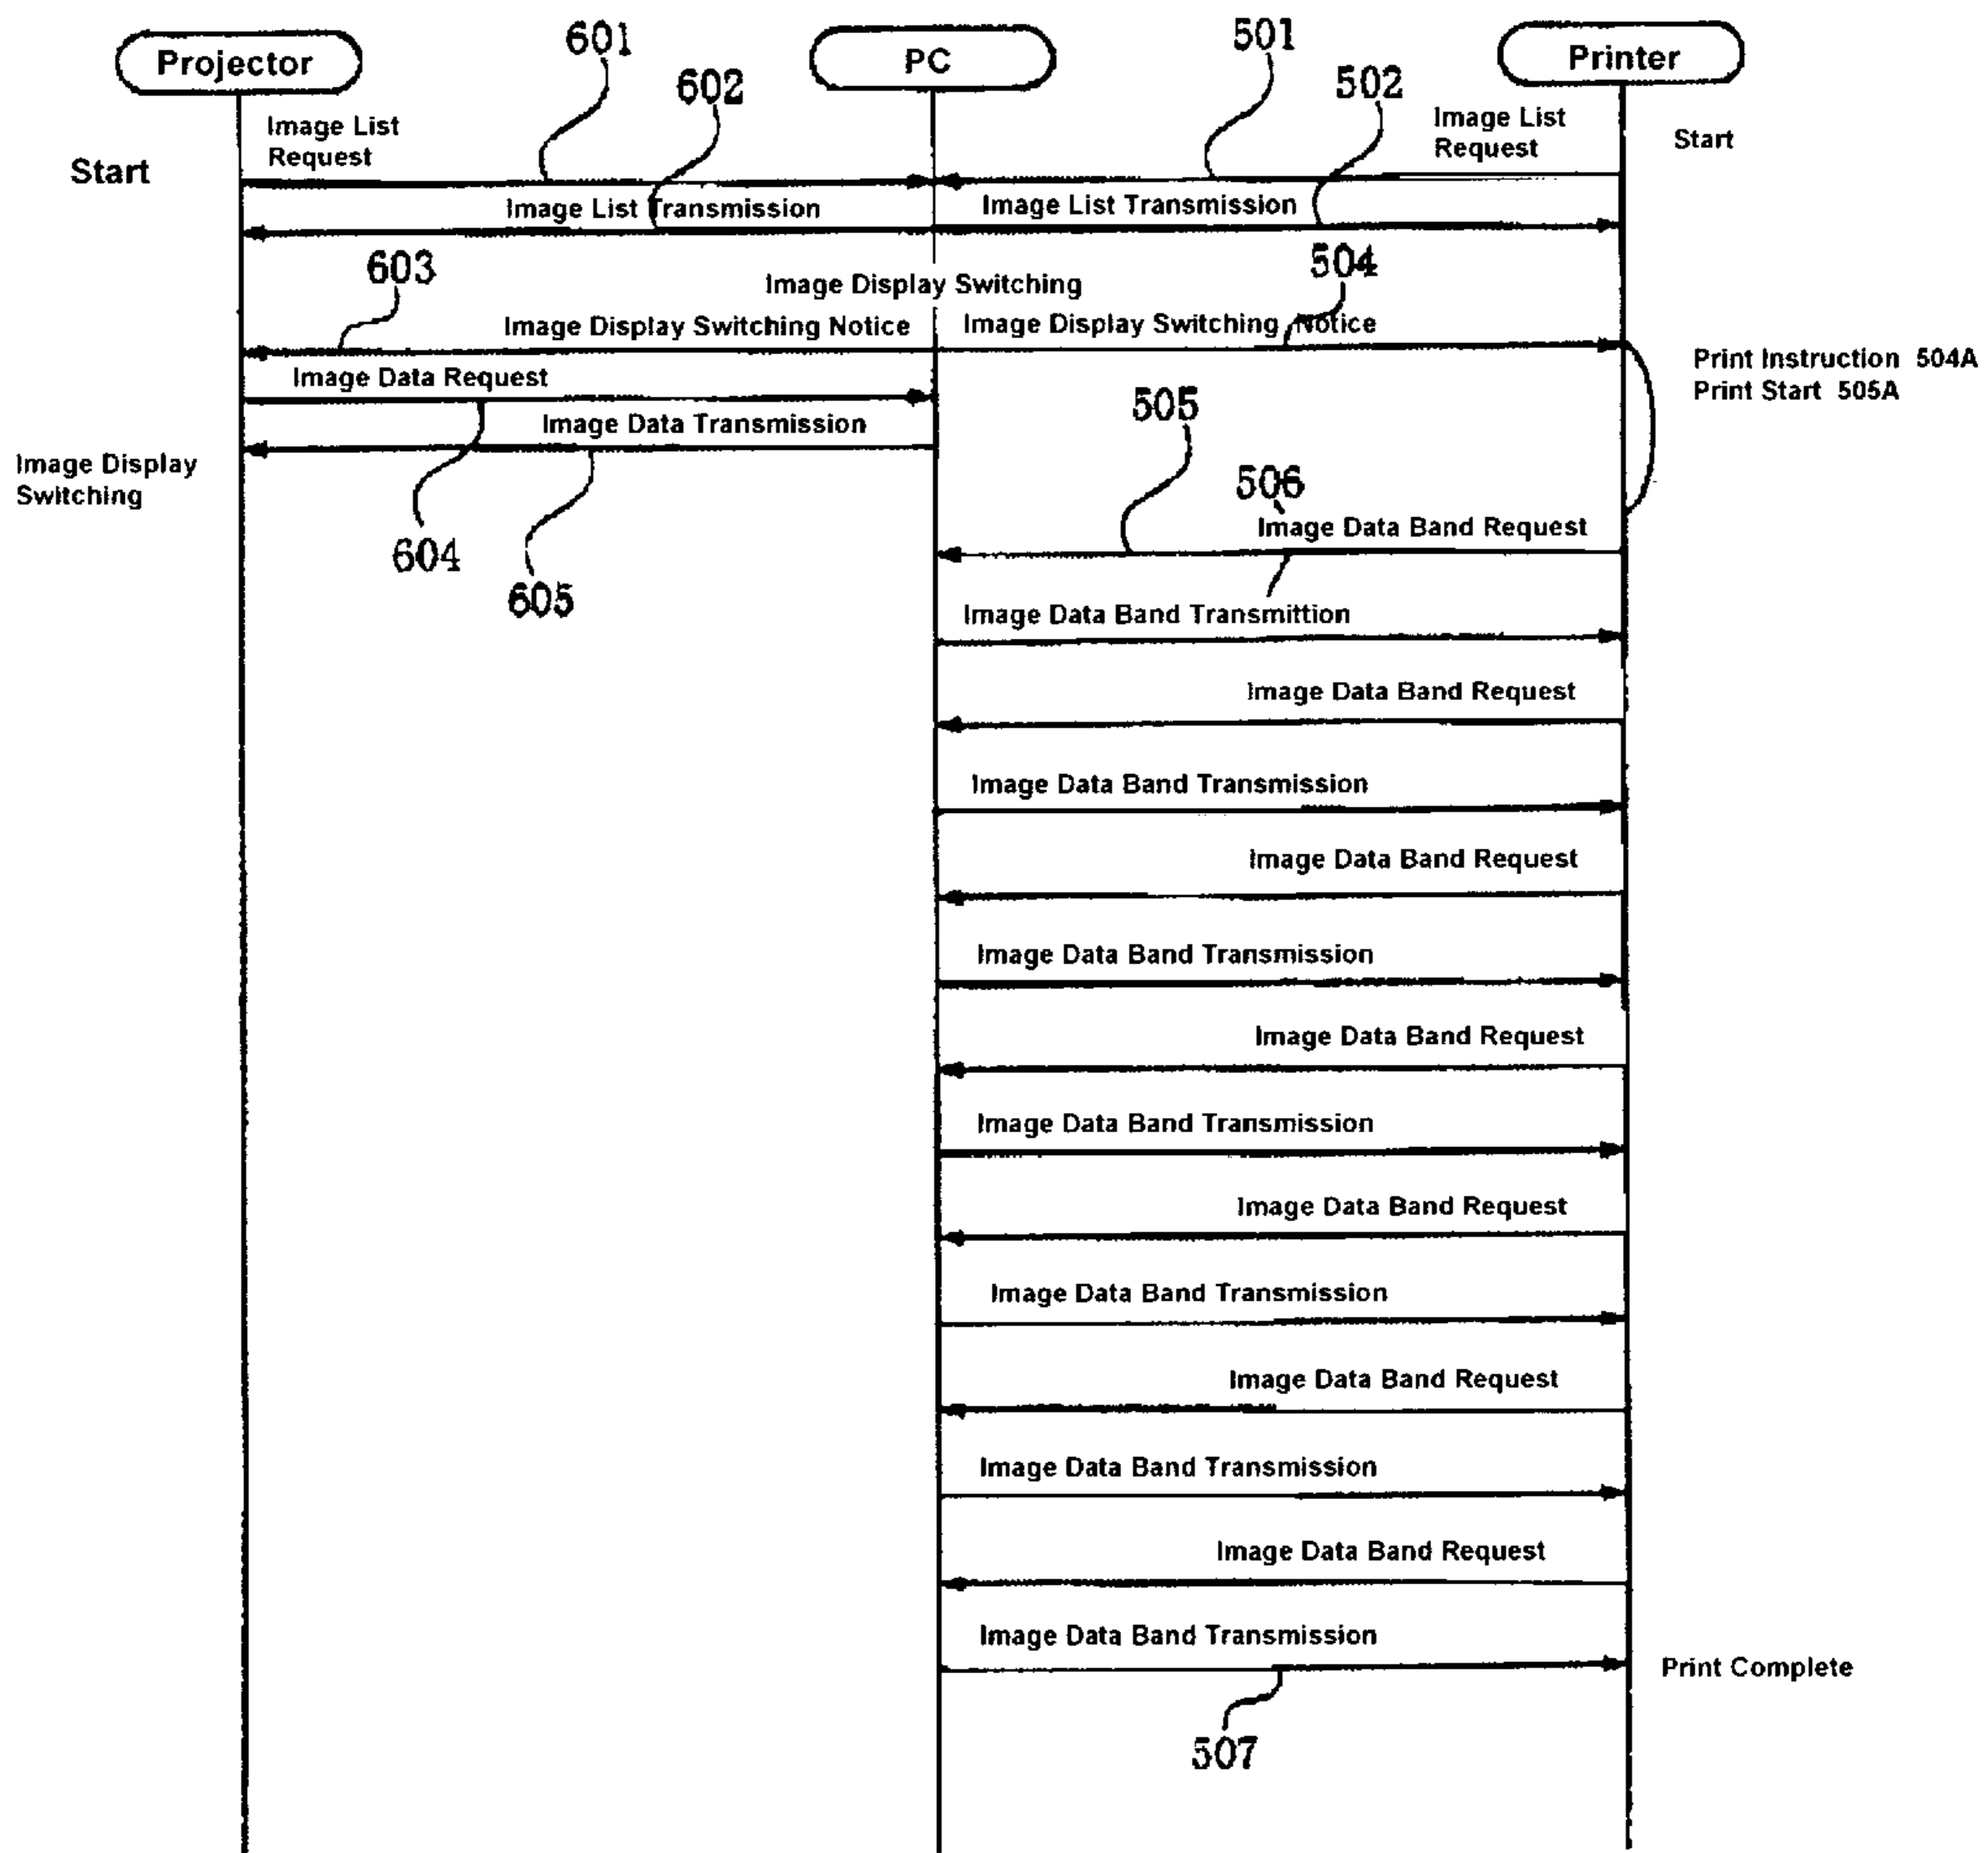 Projector
PC
Printer
601
602
501
502
Image List
Request
Image List
Request
Start
Start
Image List Transmission
Image List Transmission
603
504
Image Display Switching
Image Display Switching Notice
Image Display Switching Notice
Print Instruction 504A
Print Start 505A
Image Data Request
505
Image Data Transmission
Image Display
Switching
506
604
605
Image Data Band Request
Image Data Band Transmittion
Image Data Band Request
Image Data Band Transmission
Image Data Band Request
Image Data Band Transmission
Image Data Band Request
Image Data Band Transmission
Image Data Band Request
Image Data Band Transmission
Image Data Band Request
Image Data Band Transmission
Image Data Band Request
Image Data Band Transmission
Print Complete
507